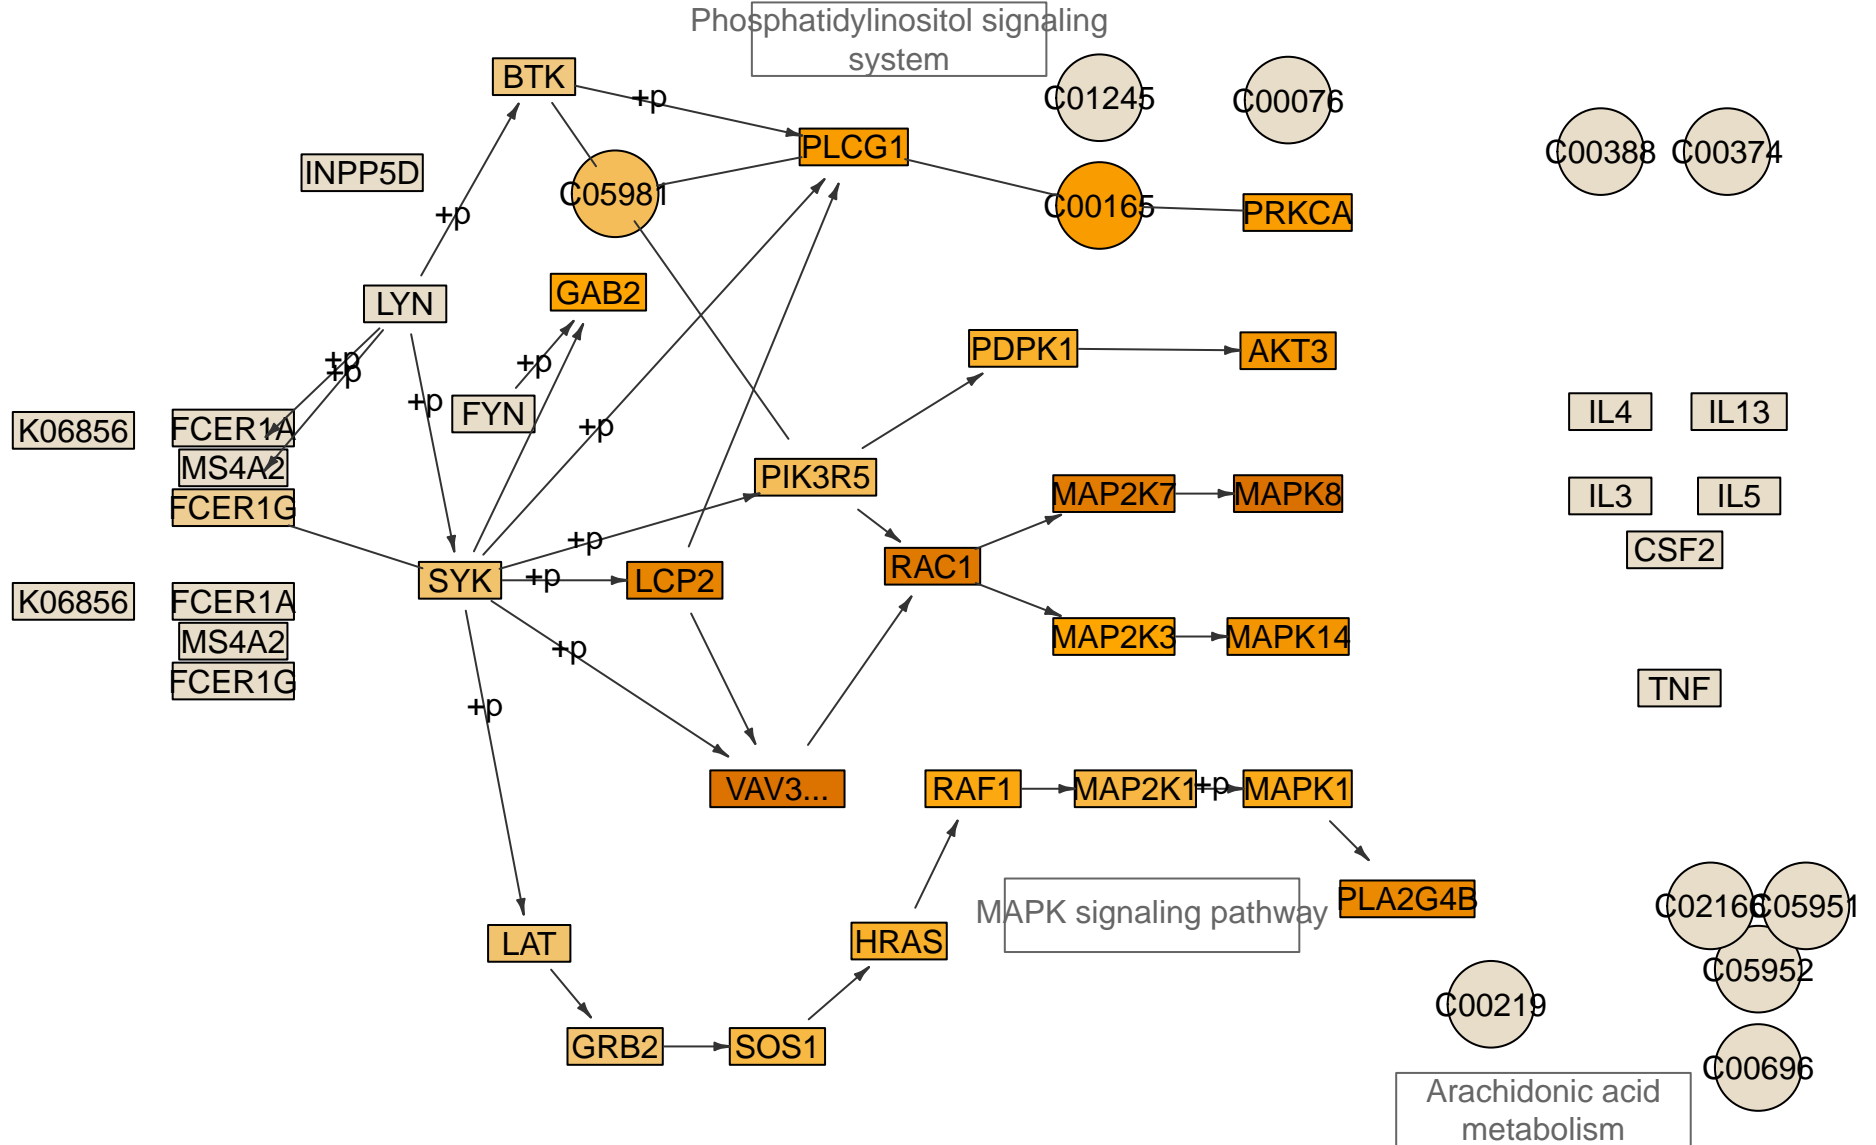 Phosphatidylinositol signaling
system
BTK
+p
C01245
C00076
PLCG1
C00388
C00374
INPP5D
C05981
C00165
PRKCA
+p
LYN
GAB2
+p
+p
+p
PDPK1
AKT3
+p
FYN
+p
K06856
FCER1A
MS4A2
FCER1G
IL4
IL13
PIK3R5
MAP2K7
MAPK8
IL3
IL5
CSF2
+p
SYK
+p
LCP2
RAC1
K06856
FCER1A
MS4A2
FCER1G
+p
MAP2K3
MAPK14
TNF
+p
VAV3...
RAF1
MAP2K1
+p
MAPK1
MAPK signaling pathway
PLA2G4B
C02166
C05951
C05952
LAT
HRAS
C00219
GRB2
SOS1
C00696
Arachidonic acid
metabolism